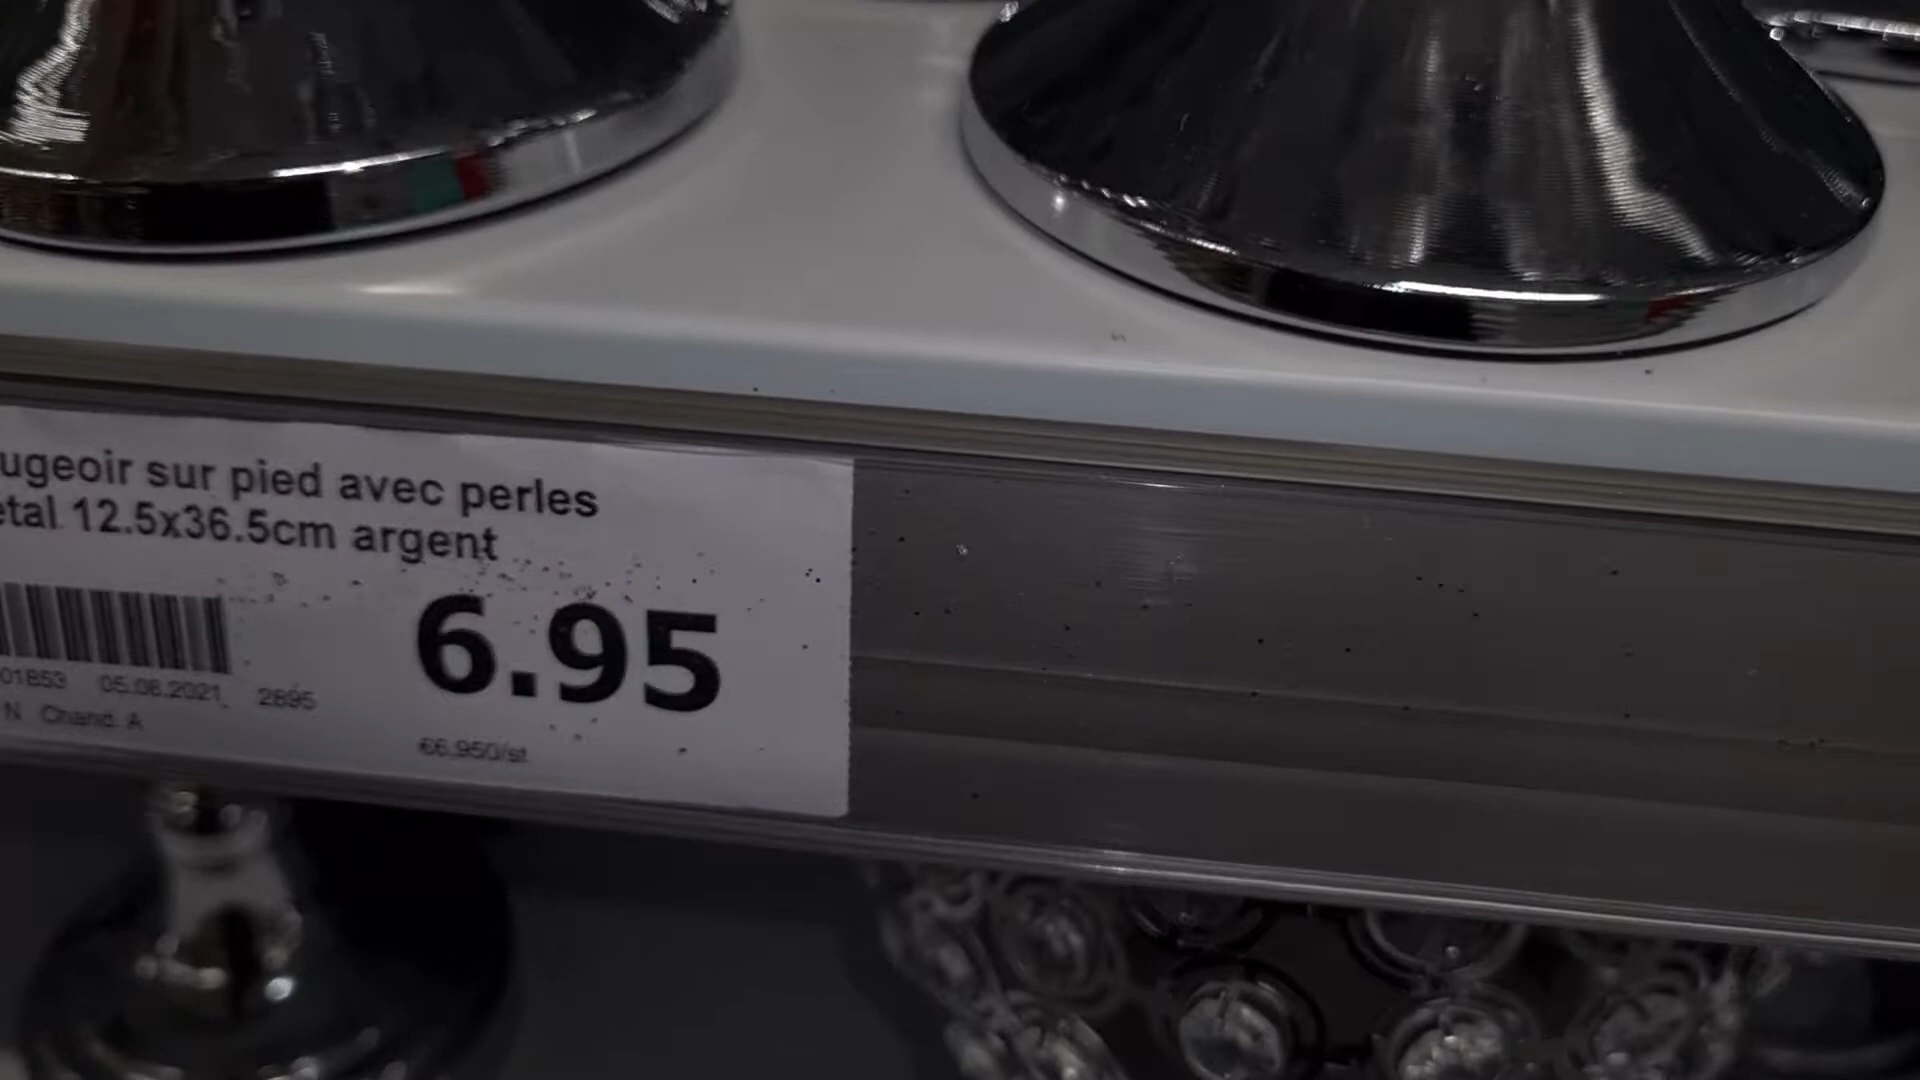 ugeoir sur pied avec perles
etal 12.5x36.5cm argent
6.95
01853 05.08.2021 2895
N Chand. A
€6.950/st